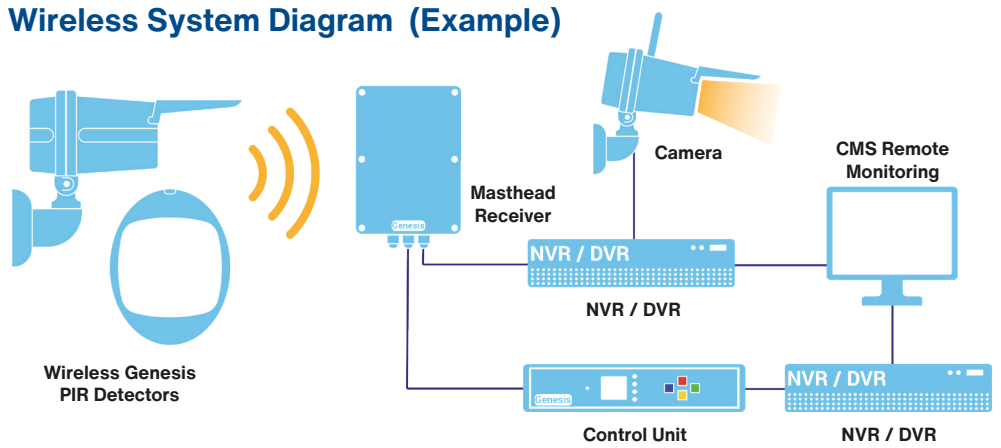 Wireless System Diagram (Example)
Wireless Genesis
PIR Detectors
Masthead
Receiver
Genesis
Camera
CMS Remote
Monitoring
NVR / DVR
NVR / DVR
Genesis
Control Unit
NVR / DVR
NVR / DVR